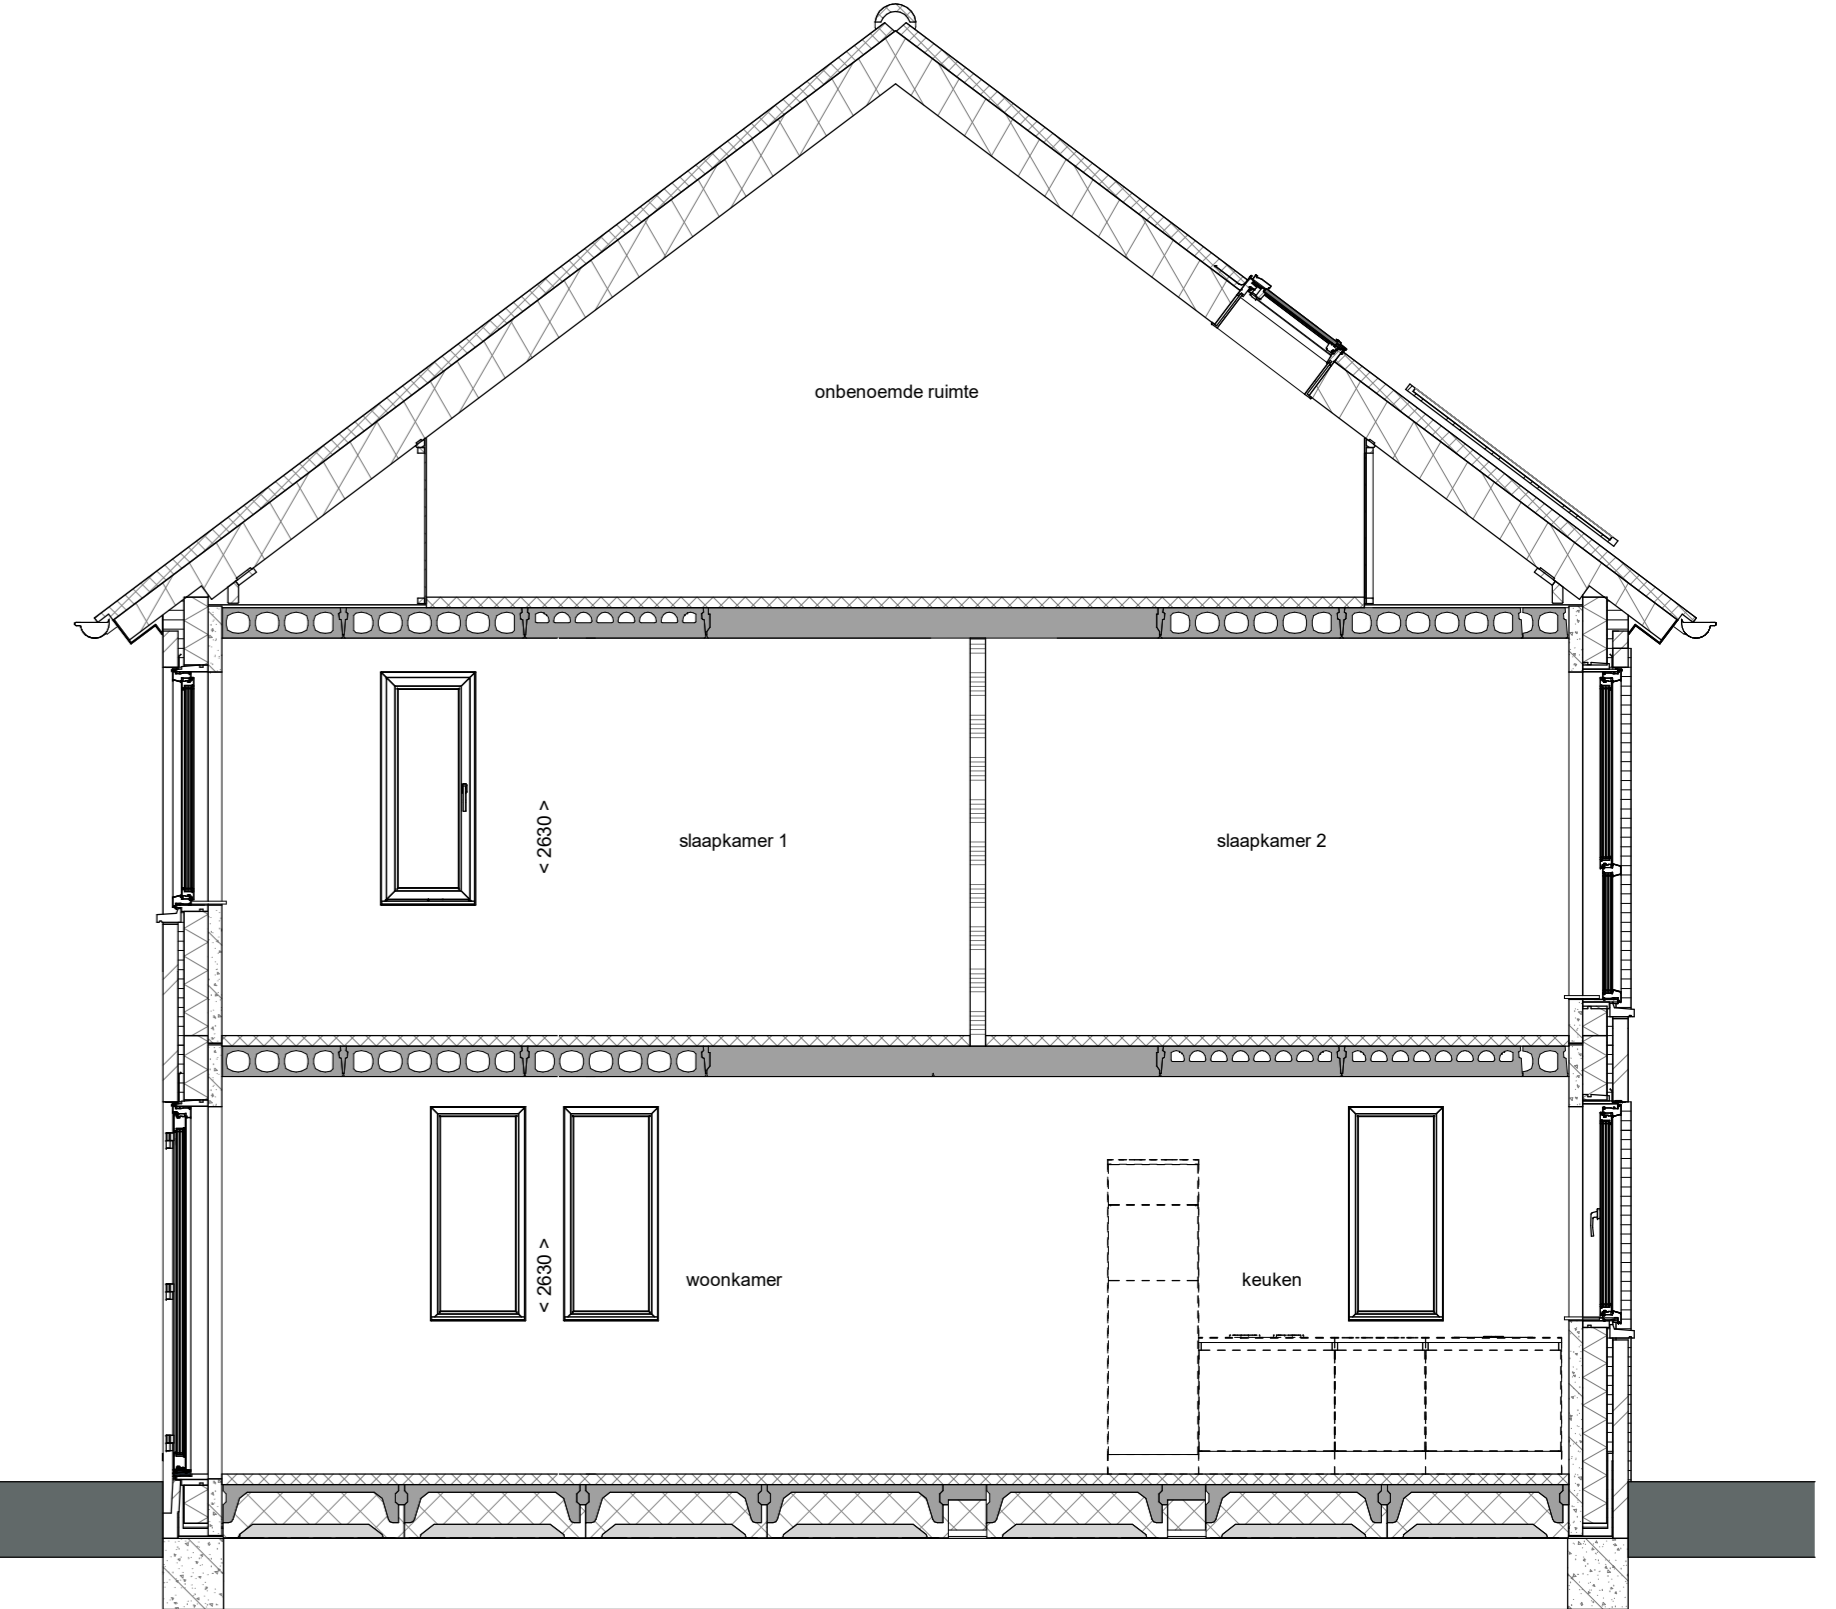 onbenoemde ruimte
< 2630 >
slaapkamer 1
slaapkamer 2
< 2630 >
woonkamer
keuken